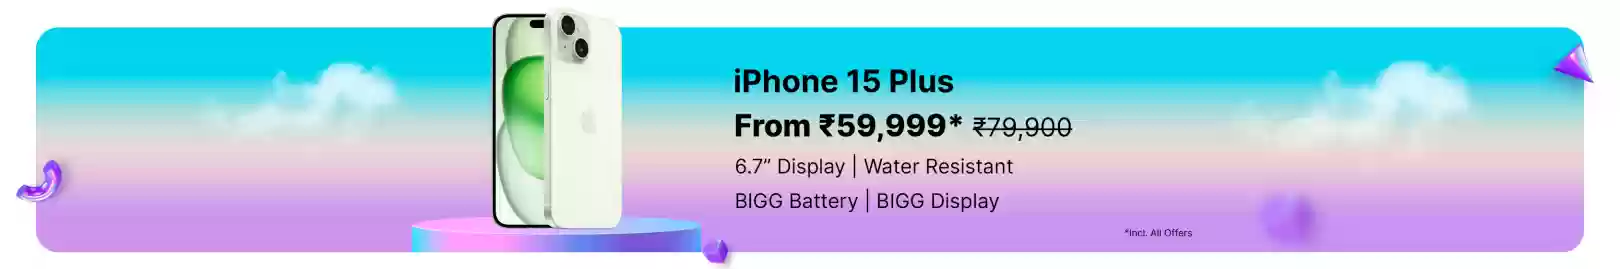 iPhone 15 Plus
From ₹59,999* ₹79,900
6.7” Display | Water Resistant
BIGG Battery | BIGG Display
*Incl. All Offers